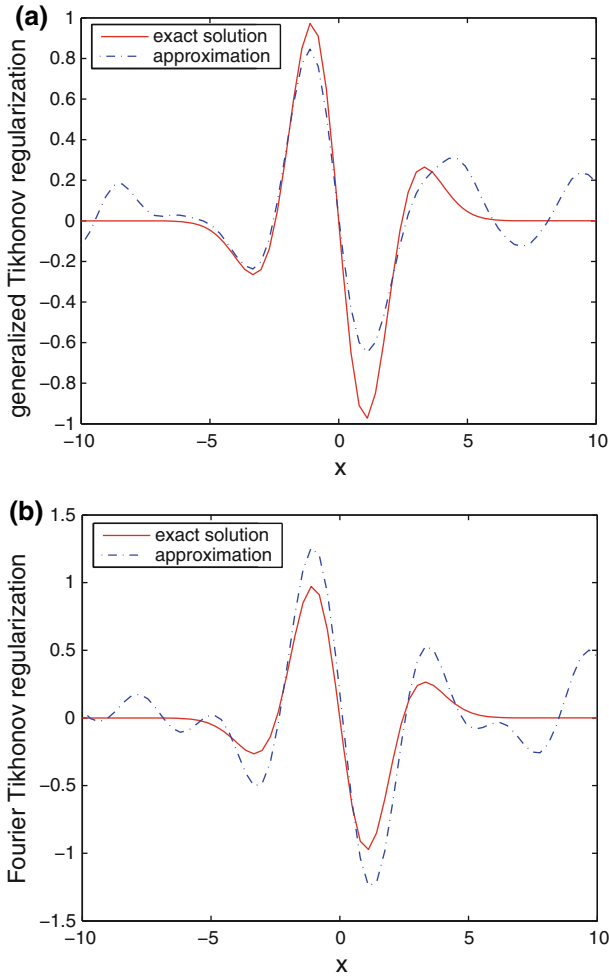 (a)
generalized Tikhonov regularization
exact solution
approximation
1
0.8
0.6
0.4
0.2
0
−0.2
−0.4
−0.6
−0.8
−1
−10
−5
0
5
10
x
(b)
Fourier Tikhonov regularization
exact solution
approximation
1.5
1
0.5
0
−0.5
−1
−1.5
−10
−5
0
5
10
x